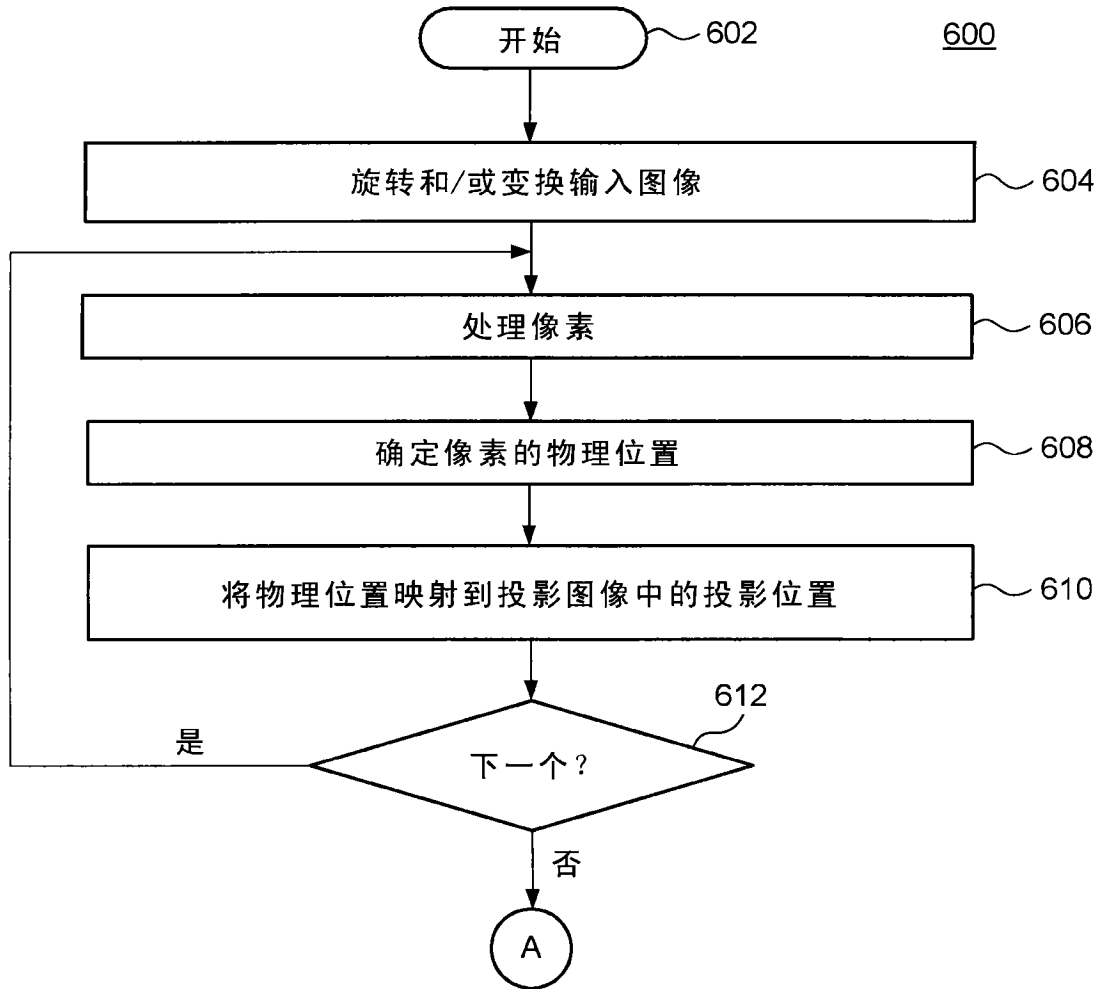 开始
602
600
旋转和/或变换输入图像
604
处理像素
606
确定像素的物理位置
608
将物理位置映射到投影图像中的投影位置
610
612
是
下一个?
否
A